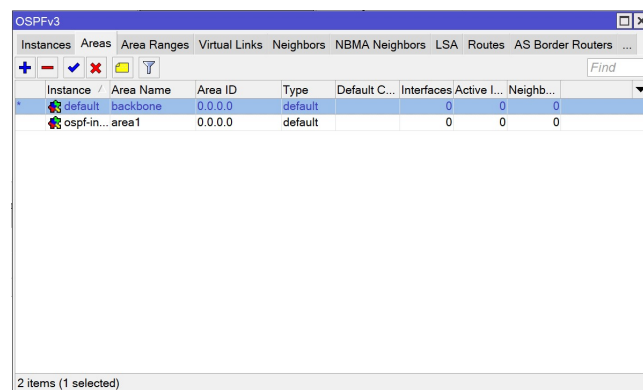 OSPFv3
Instances Areas Area Ranges Virtual Links Neighbors NBMA Neighbors LSA Routes AS Border Routers ...
Find
Instance Area Name Area ID Type Default C... Interfaces Active I... Neighb...
* default backbone 0.0.0.0 default 0 0 0
ospf-in... area1 0.0.0.0 default 0 0 0
2 items (1 selected)